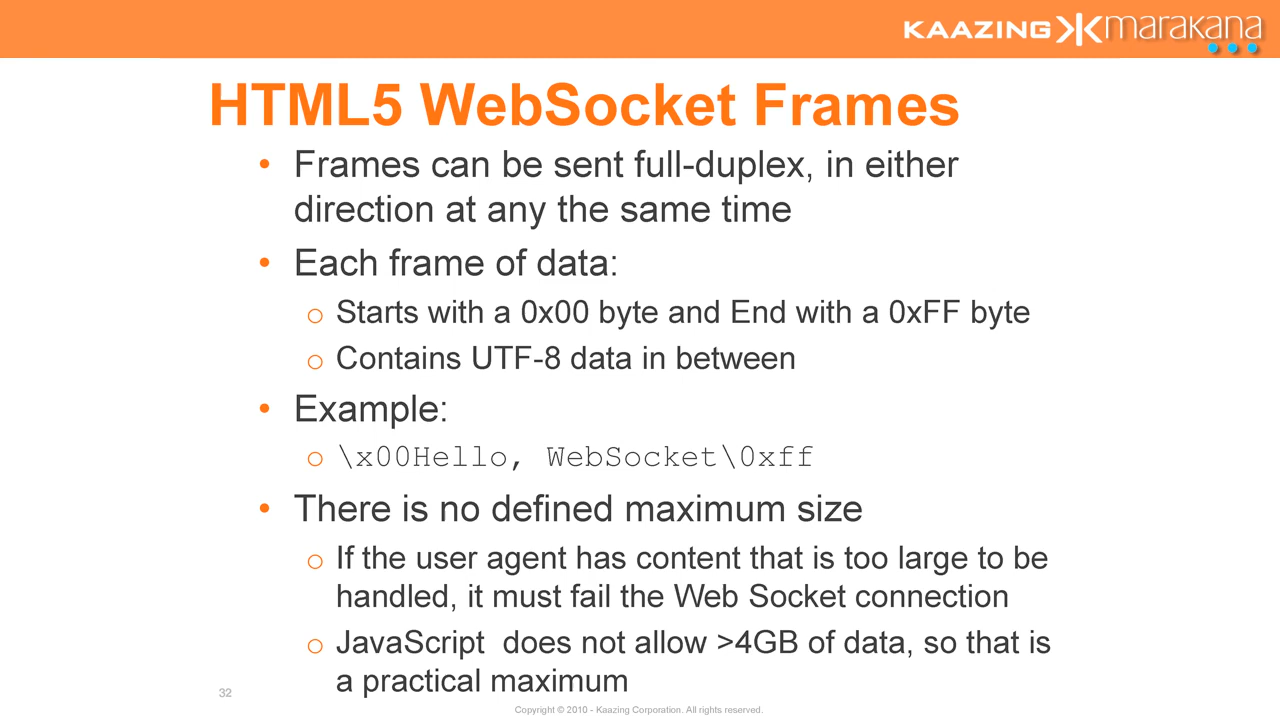 KAAZING marakana
HTML5 WebSocket Frames
• Frames can be sent full-duplex, in either
direction at any the same time
• Each frame of data:
o Starts with a 0x00 byte and End with a 0xFF byte
o Contains UTF-8 data in between
• Example:
o \x00Hello, WebSocket\0xff
• There is no defined maximum size
o If the user agent has content that is too large to be
handled, it must fail the Web Socket connection
o JavaScript  does not allow >4GB of data, so that is
a practical maximum
32
Copyright © 2010 - Kaazing Corporation. All rights reserved.